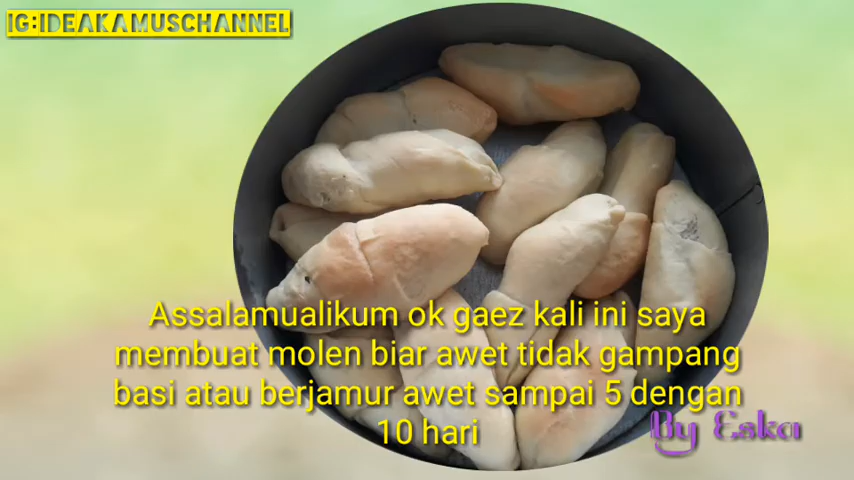 IG:IDEAKAMUSCHANNEL
Assalamualikum ok gaez kali ini saya
membuat molen biar awet tidak gampang
basi atau berjamur awet sampai 5 dengan
10 hari
By Eska